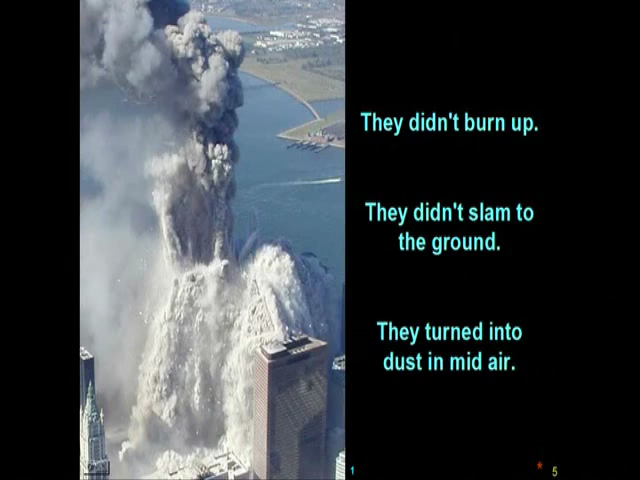 They didn't burn up.
They didn't slam to
the ground.
They turned into
dust in mid air.
1
* 5